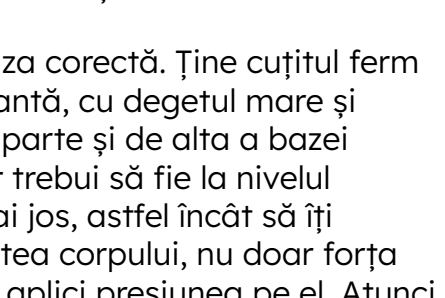 za corectă. Ține cuțitul ferm
antă, cu degetul mare și
parte și de alta a bazei
trebui să fie la nivelul
ai jos, astfel încât să îți
tea corpului, nu doar forța
aplici presiunea pe el. Atunci